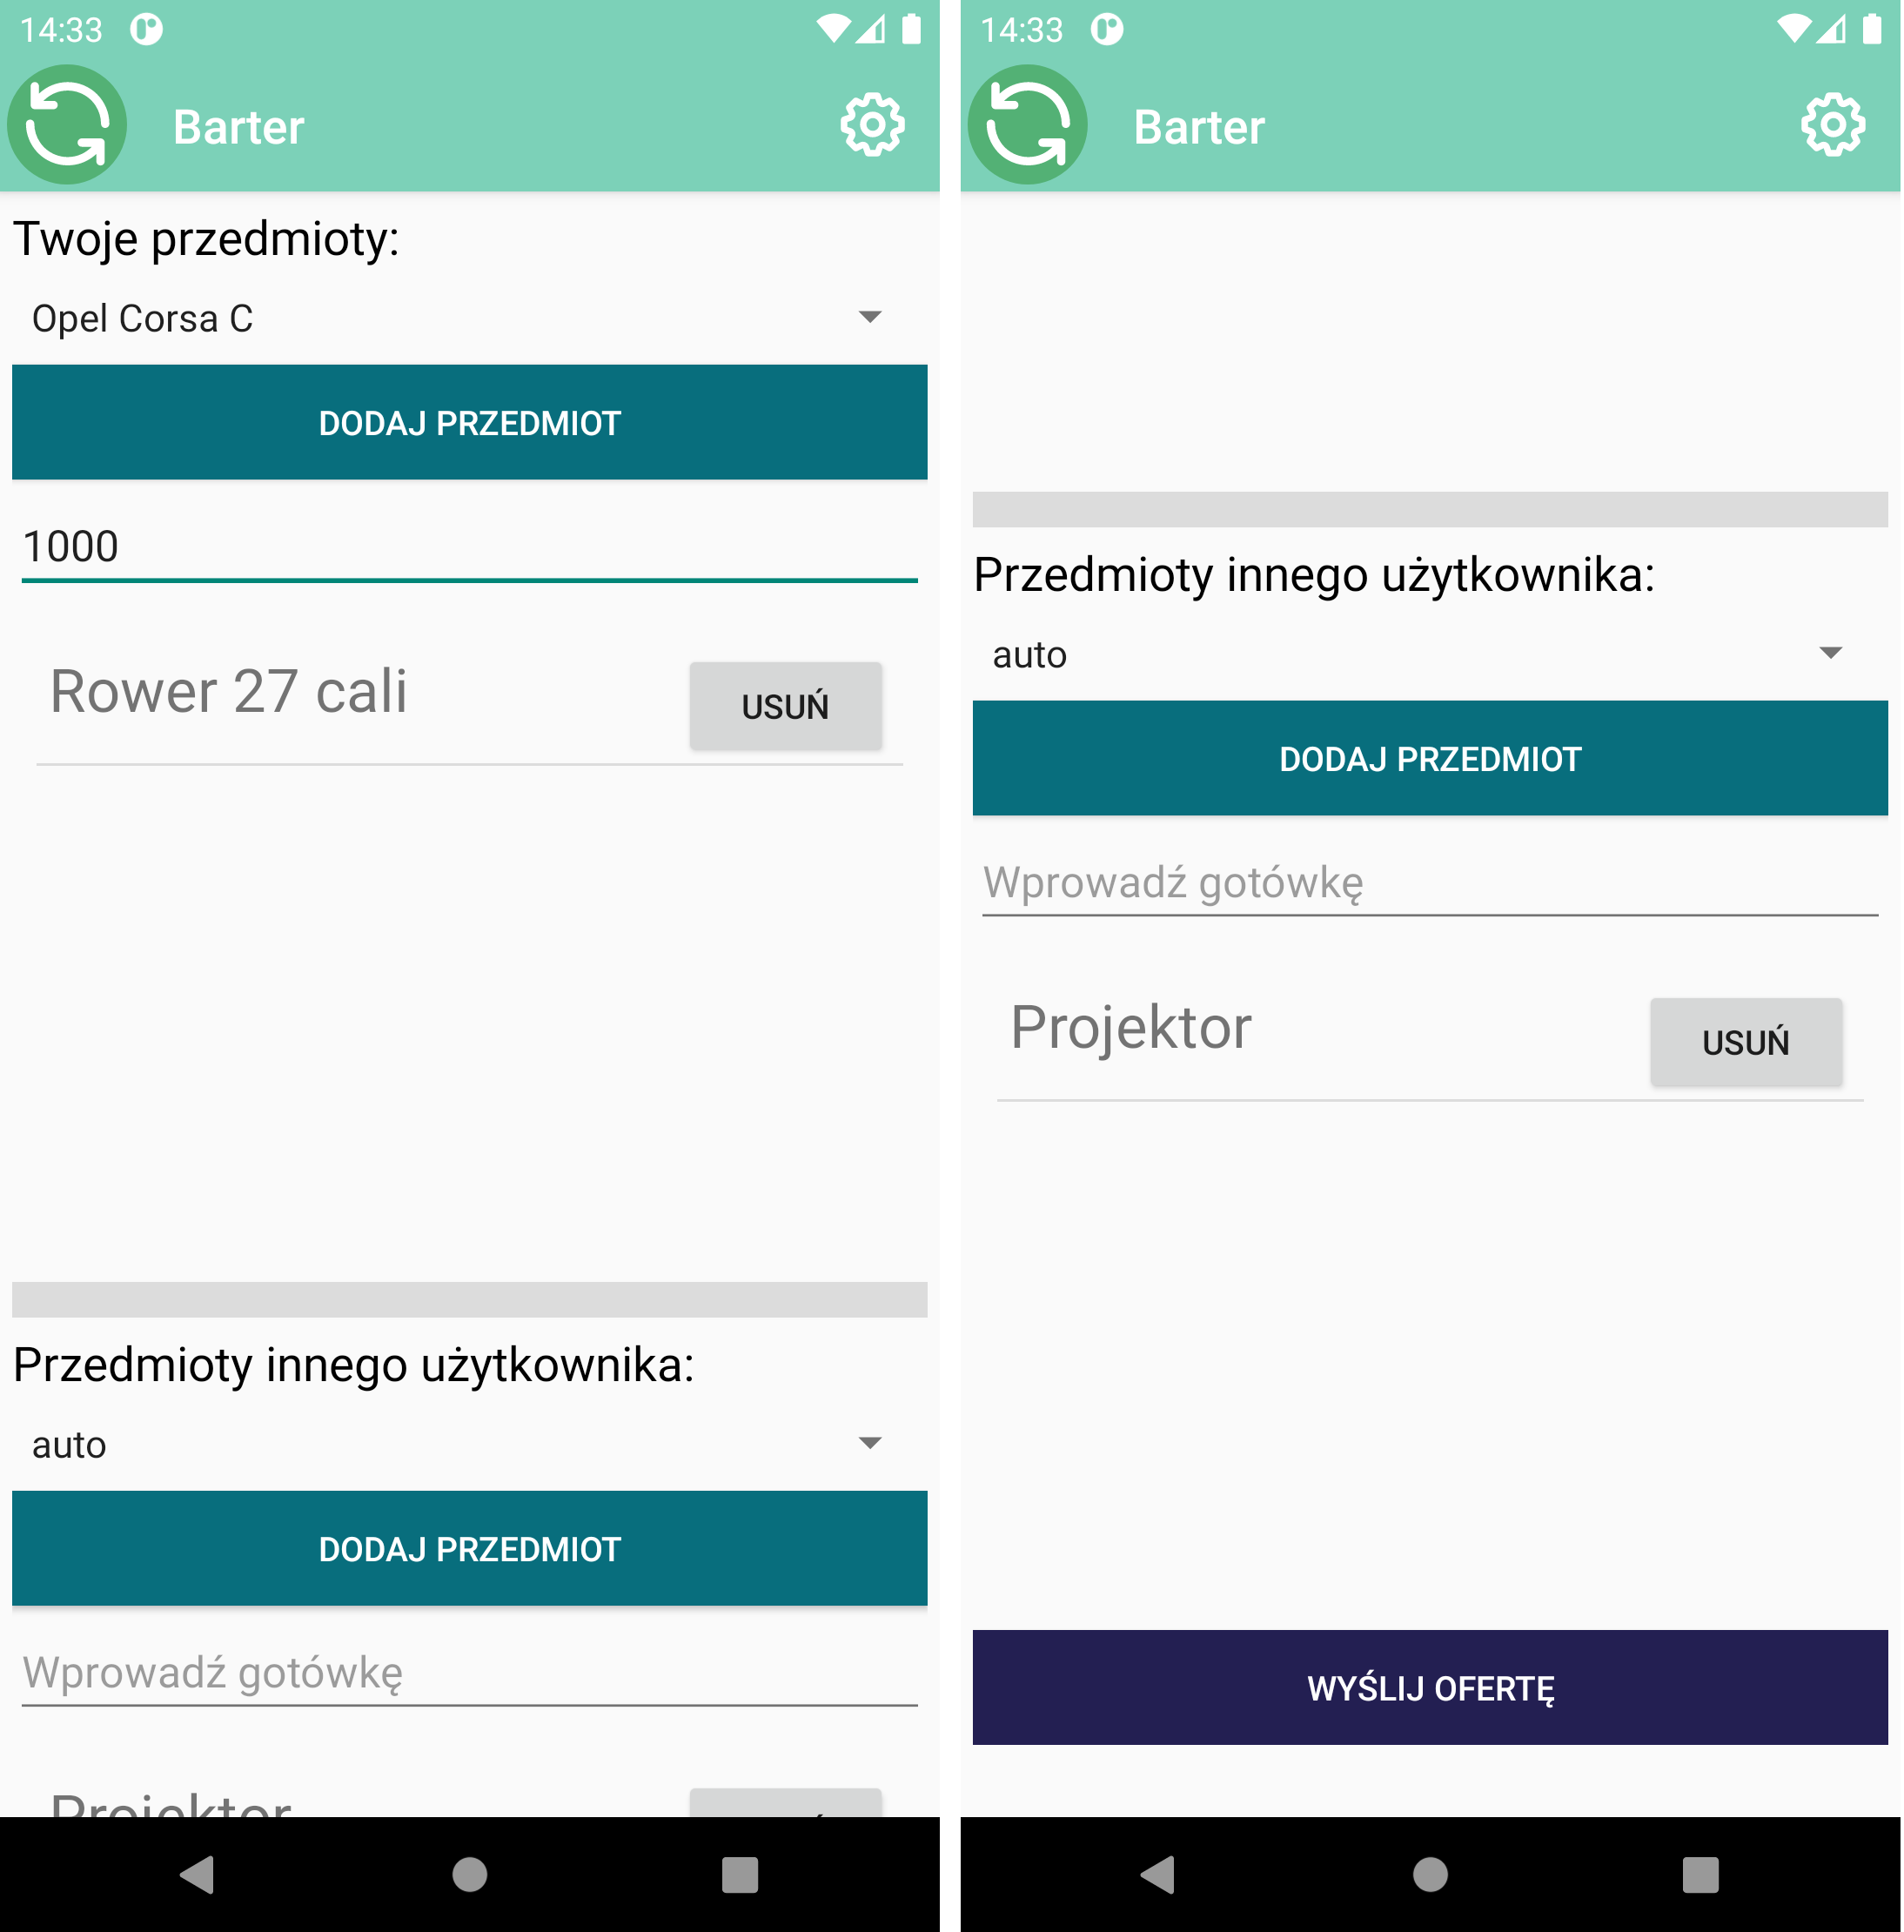 14:33
Barter
Twoje przedmioty:
Opel Corsa C
DODAJ PRZEDMIOT
1000
Rower 27 cali
USUŃ
Przedmioty innego użytkownika:
auto
DODAJ PRZEDMIOT
Wprowadź gotówkę
Projektor
14:33
Barter
Przedmioty innego użytkownika:
auto
DODAJ PRZEDMIOT
Wprowadź gotówkę
Projektor
USUŃ
WYŚLIJ OFERTĘ